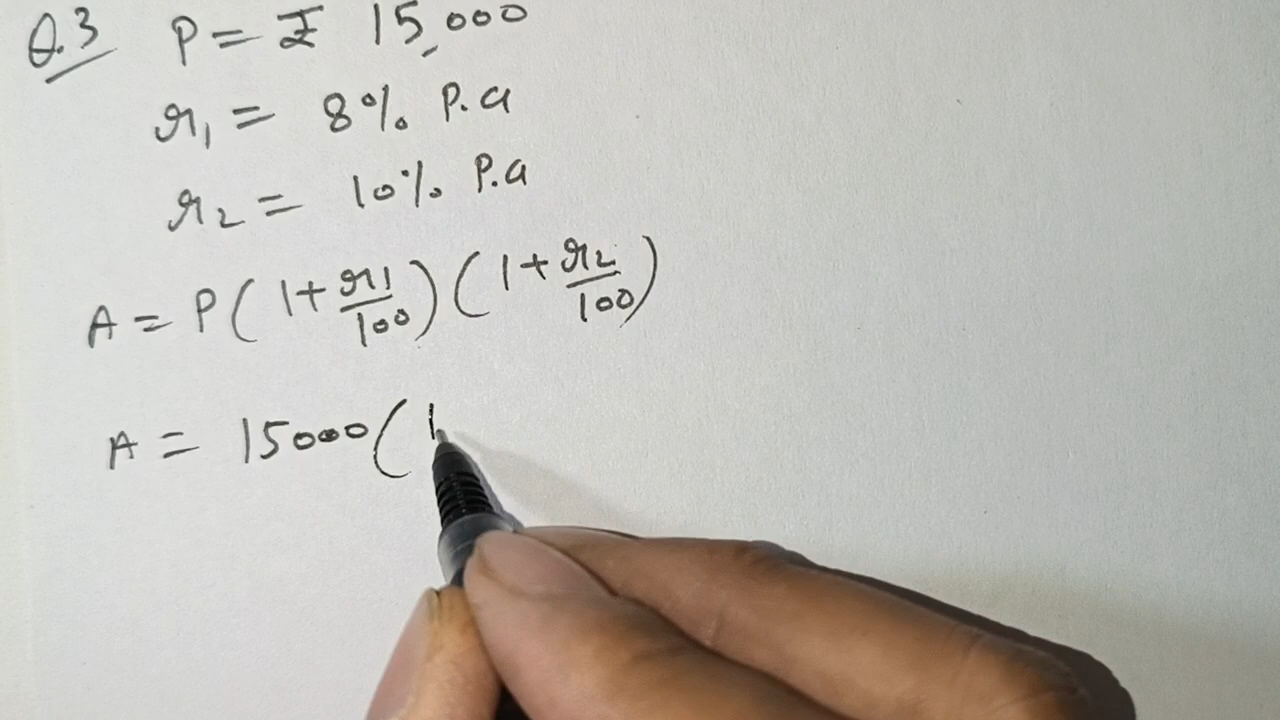 Q.3 P = ₹ 15,000
r₁ = 8% P.a
r₂ = 10% P.a
A = P(1+r1/100)(1+r₂/100)
A = 15000(1